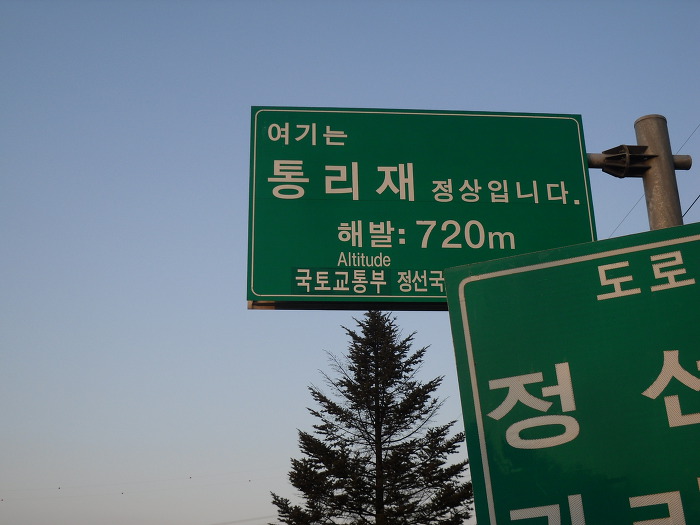 여기는
통리재 정상입니다.
해발: 720m
Altitude
국토교통부 정선국
도로
정선